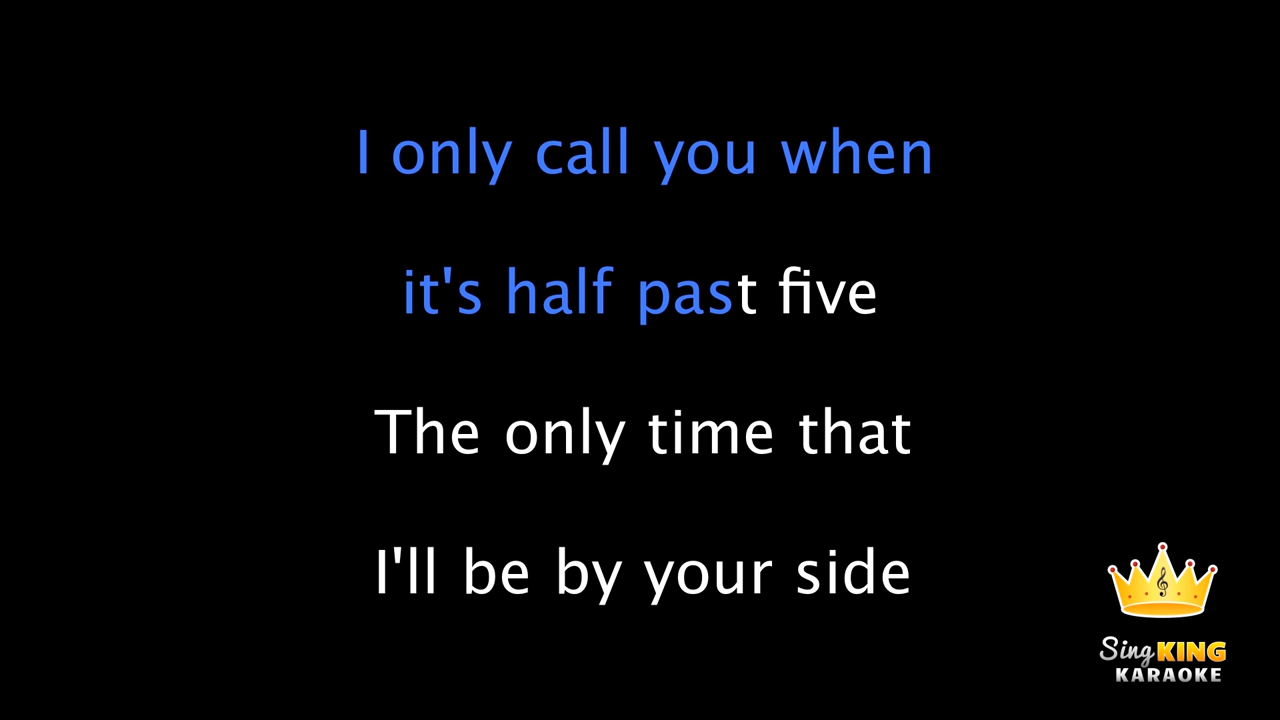 I only call you when
it's half past five
The only time that
I'll be by your side
Sing KING
KARAOKE